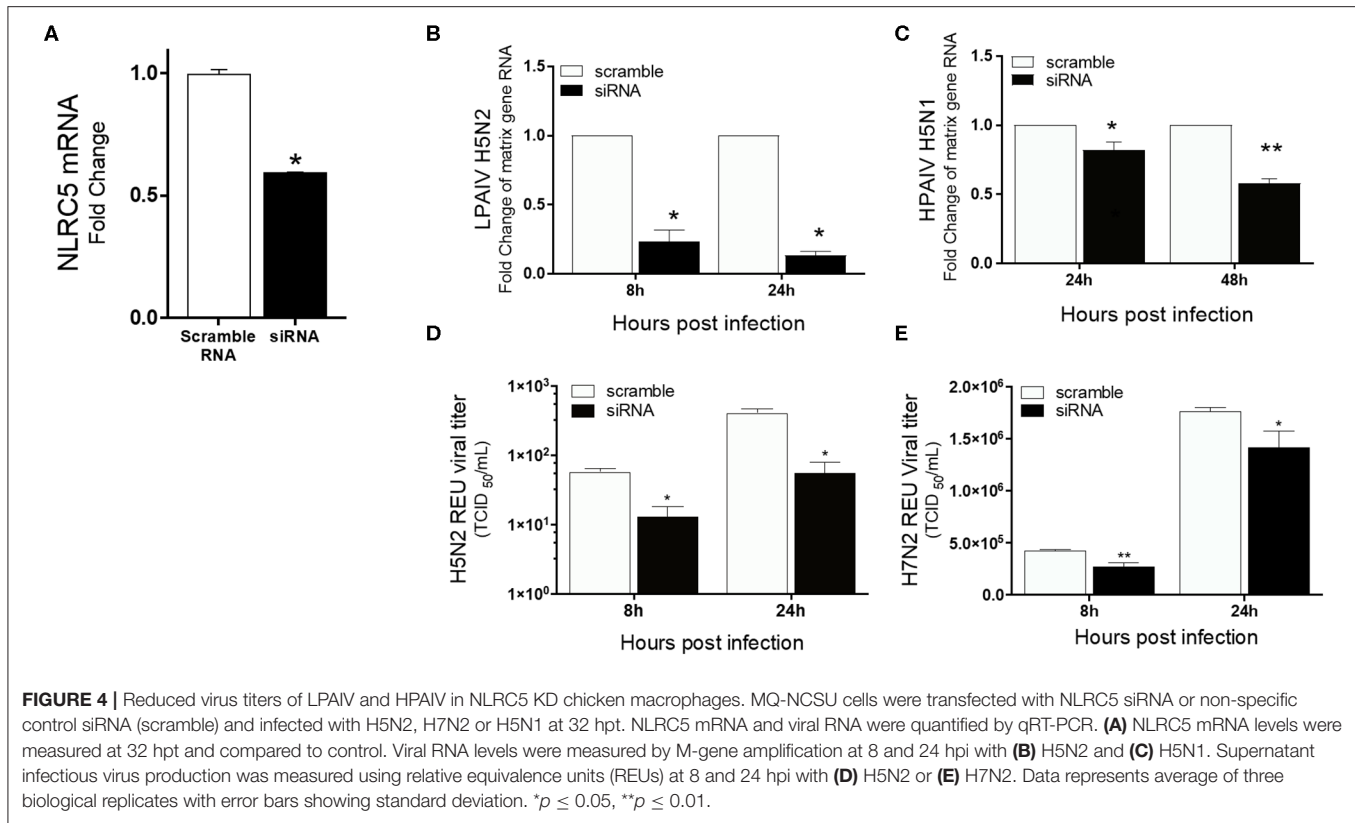 A
NLRC5 mRNA
Fold Change
1.0
0.5
0.0
*
Scramble
RNA
siRNA
B
LPAIV H5N2
Fold Change of matrix gene RNA
1.5
1.0
0.5
0.0
scramble
siRNA
*
*
8h
24h
Hours post infection
C
HPAIV H5N1
Fold Change of matrix gene RNA
1.5
1.0
0.5
0.0
scramble
siRNA
*
**
24h
48h
Hours post infection
D
H5N2 REU viral titer
(TCID 50/mL)
1×10³
1×10²
1×10¹
1×10⁰
scramble
siRNA
*
*
8h
24h
Hours post infection
E
H7N2 REU Viral titer
(TCID 50/mL)
2.0×10⁶
1.5×10⁶
1.0×10⁶
5.0×10⁵
0.0
scramble
siRNA
**
*
8h
24h
Hours post infection
FIGURE 4 | Reduced virus titers of LPAIV and HPAIV in NLRC5 KD chicken macrophages. MQ-NCSU cells were transfected with NLRC5 siRNA or non-specific
control siRNA (scramble) and infected with H5N2, H7N2 or H5N1 at 32 hpt. NLRC5 mRNA and viral RNA were quantified by qRT-PCR. (A) NLRC5 mRNA levels were
measured at 32 hpt and compared to control. Viral RNA levels were measured by M-gene amplification at 8 and 24 hpi with (B) H5N2 and (C) H5N1. Supernatant
infectious virus production was measured using relative equivalence units (REUs) at 8 and 24 hpi with (D) H5N2 or (E) H7N2. Data represents average of three
biological replicates with error bars showing standard deviation. *p ≤ 0.05, **p ≤ 0.01.